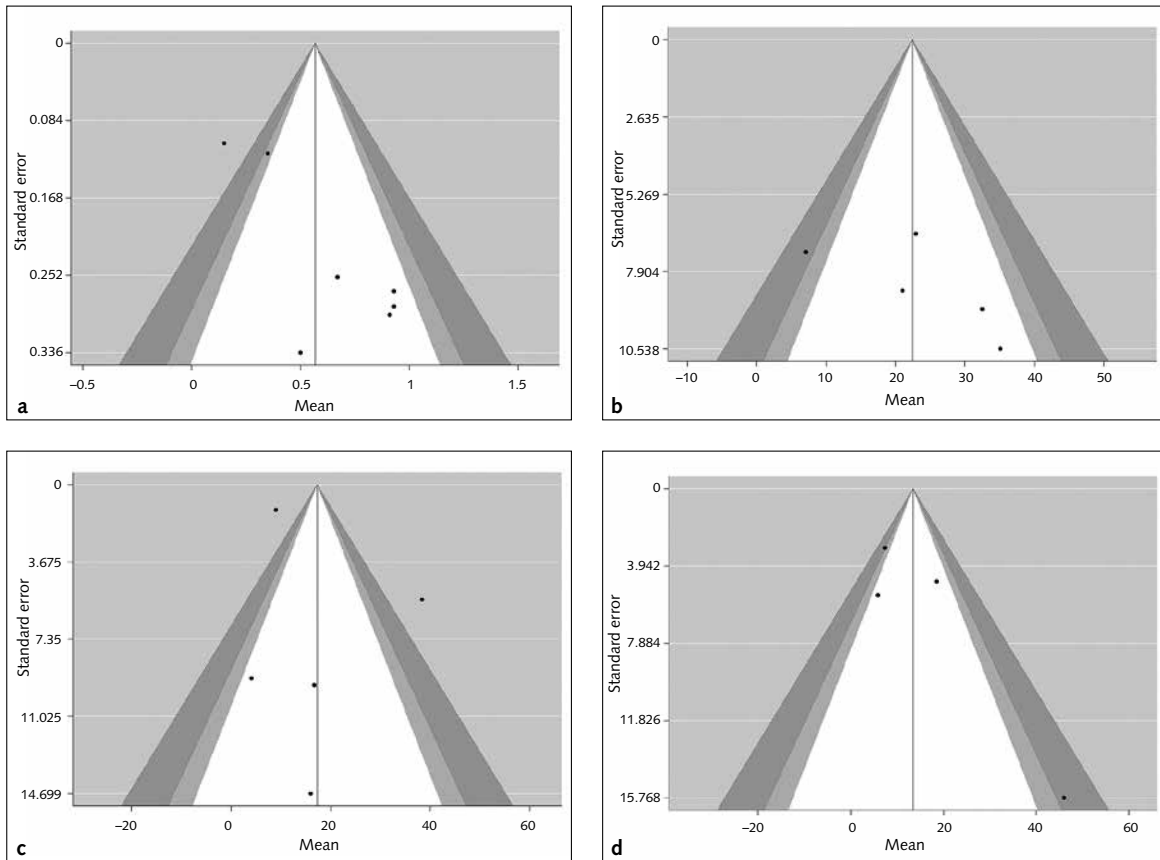 0
0.084
0.168
0.252
0.336
Standard error
−0.5 0 0.5 1 1.5
Mean
a
0
2.635
5.269
7.904
10.538
Standard error
−10 0 10 20 30 40 50
Mean
b
0
3.675
7.35
11.025
14.699
Standard error
−20 0 20 40 60
Mean
c
0
3.942
7.884
11.826
15.768
Standard error
−20 0 20 40 60
Mean
d